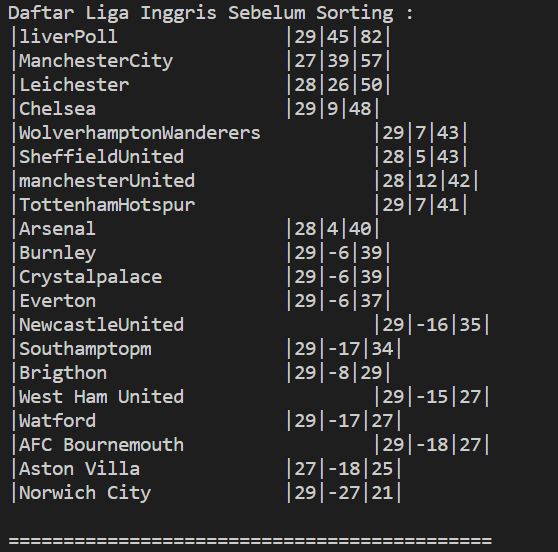 Daftar Liga Inggris Sebelum Sorting :
|liverPoll |29|45|82|
|ManchesterCity |27|39|57|
|Leichester |28|26|50|
|Chelsea |29|9|48|
|WolverhamptonWanderers |29|7|43|
|SheffieldUnited |28|5|43|
|manchesterUnited |28|12|42|
|TottenhamHotspur |29|7|41|
|Arsenal |28|4|40|
|Burnley |29|-6|39|
|Crystalpalace |29|-6|39|
|Everton |29|-6|37|
|NewcastleUnited |29|-16|35|
|Southamptopm |29|-17|34|
|Brigthon |29|-8|29|
|West Ham United |29|-15|27|
|Watford |29|-17|27|
|AFC Bournemouth |29|-18|27|
|Aston Villa |27|-18|25|
|Norwich City |29|-27|21|
============================================